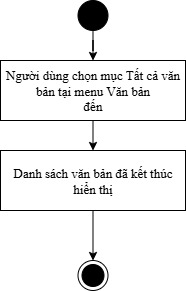 Người dùng chọn mục Tất cả văn
bản tại menu Văn bản
đến
Danh sách văn bản đã kết thúc
hiển thị